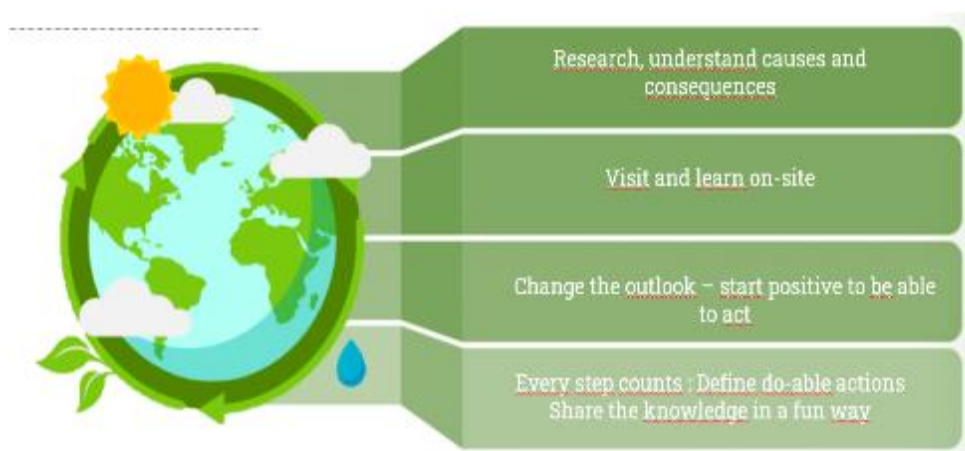 Research, understand causes and
consequences
Visit and learn on-site
Change the outlook – start positive to be able
to act
Every step counts : Define do-able actions
Share the knowledge in a fun way